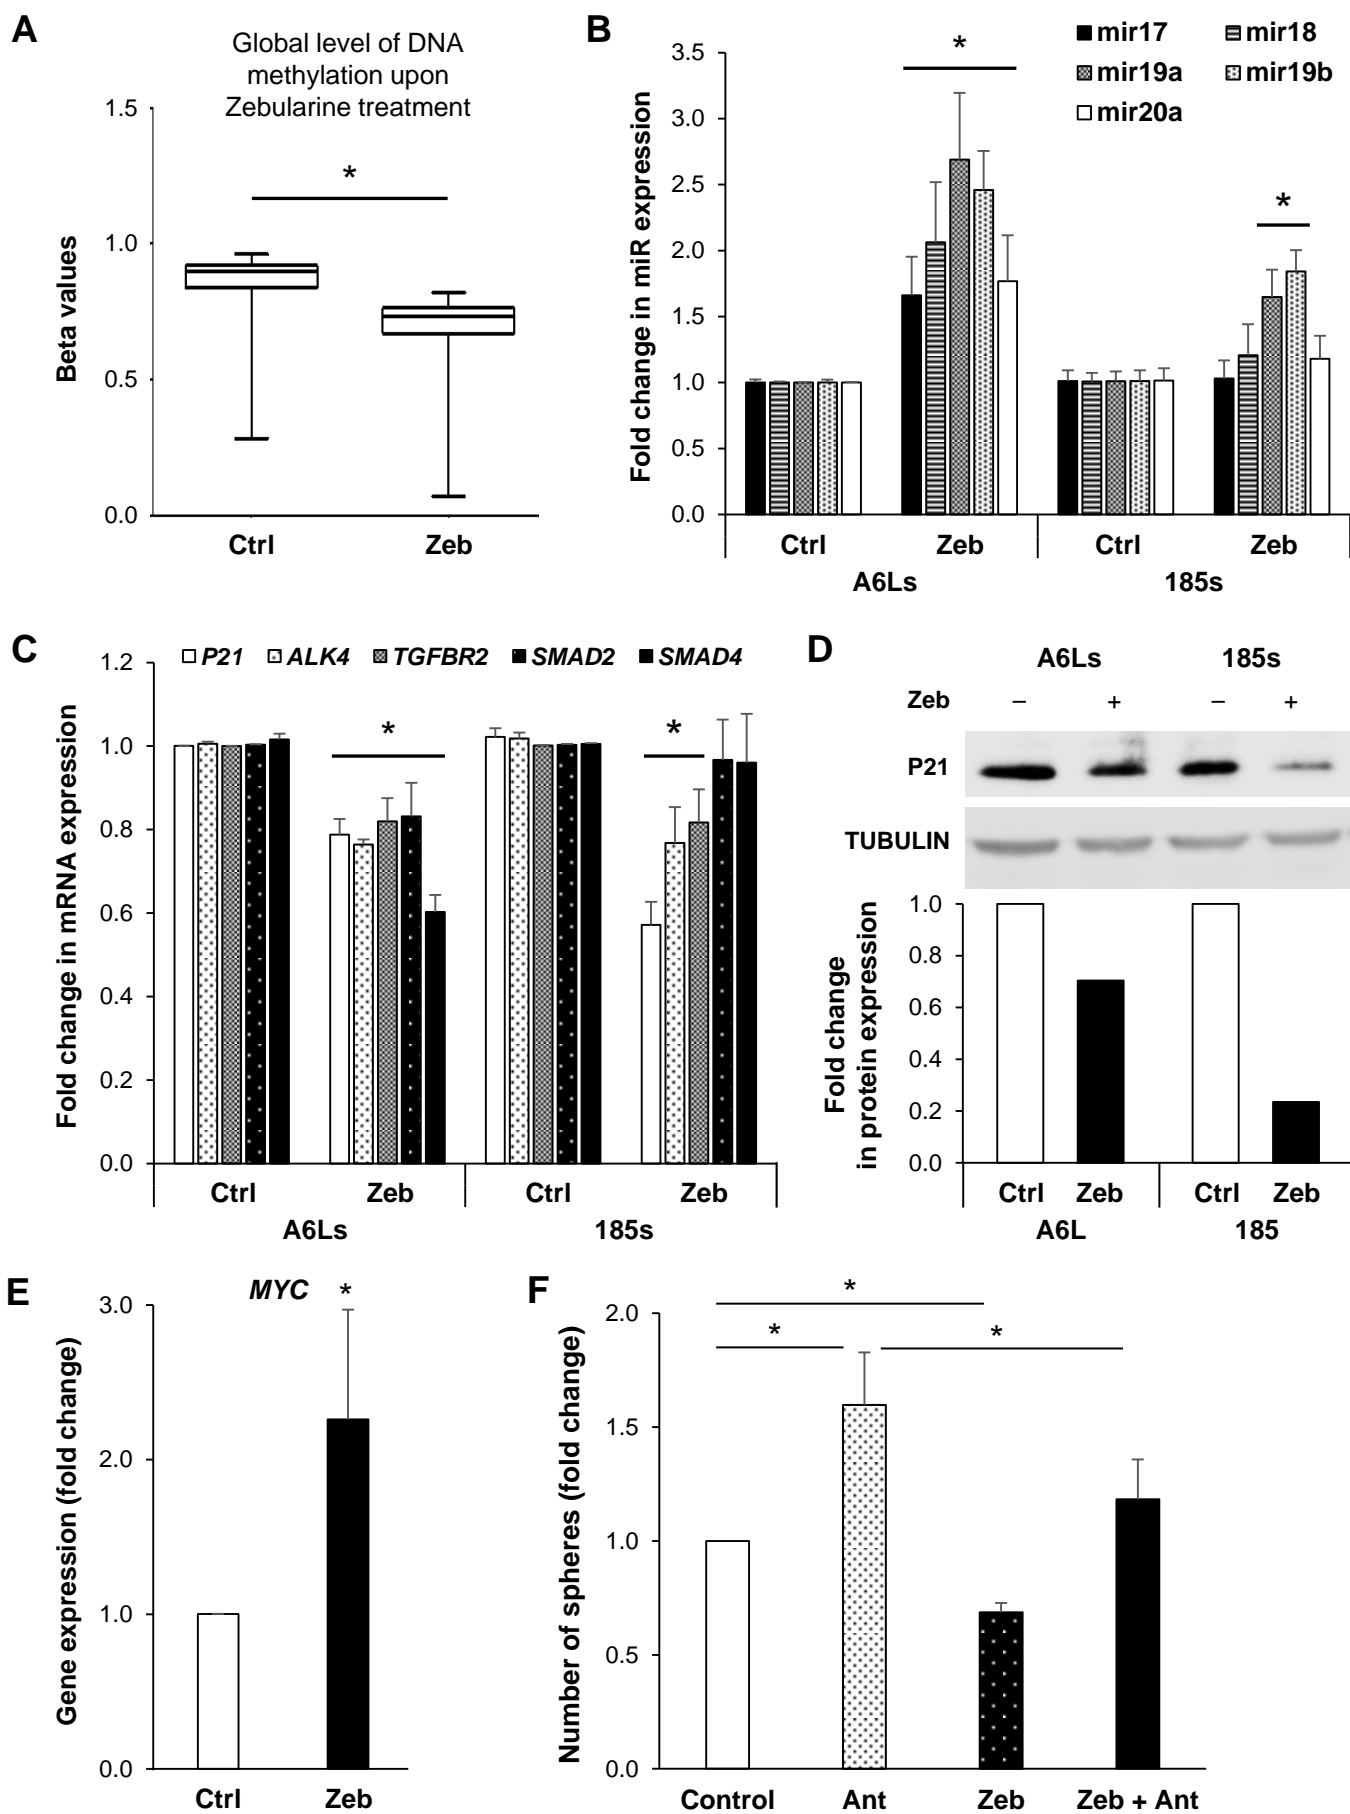 A
Global level of DNA
methylation upon
Zebularine treatment
1.5
1.0
0.5
0.0
Beta values
*
Ctrl Zeb
B
mir17 mir18
mir19a mir19b
mir20a
3.5
3.0
2.5
2.0
1.5
1.0
0.5
0.0
Fold change in miR expression
*
*
Ctrl Zeb Ctrl Zeb
A6Ls 185s
C
P21 ALK4 TGFBR2 SMAD2 SMAD4
1.2
1.0
0.8
0.6
0.4
0.2
0.0
Fold change in mRNA expression
*
*
Ctrl Zeb Ctrl Zeb
A6Ls 185s
D
A6Ls 185s
Zeb – + – +
P21
TUBULIN
1.0
0.8
0.6
0.4
0.2
0.0
Fold change
in protein expression
Ctrl Zeb Ctrl Zeb
A6L 185
E
MYC *
3.0
2.0
1.0
0.0
Gene expression (fold change)
Ctrl Zeb
F
2.0
1.5
1.0
0.5
0.0
Number of spheres (fold change)
*
*
*
Control Ant Zeb Zeb + Ant